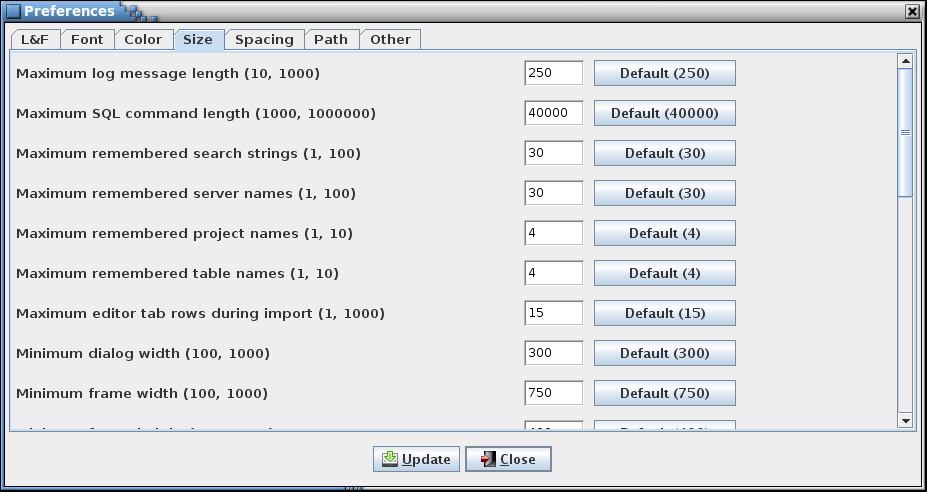 Preferences
L&F Font Color Size Spacing Path Other
Maximum log message length (10, 1000) 250 Default (250)
Maximum SQL command length (1000, 1000000) 40000 Default (40000)
Maximum remembered search strings (1, 100) 30 Default (30)
Maximum remembered server names (1, 100) 30 Default (30)
Maximum remembered project names (1, 10) 4 Default (4)
Maximum remembered table names (1, 10) 4 Default (4)
Maximum editor tab rows during import (1, 1000) 15 Default (15)
Minimum dialog width (100, 1000) 300 Default (300)
Minimum frame width (100, 1000) 750 Default (750)
Update Close